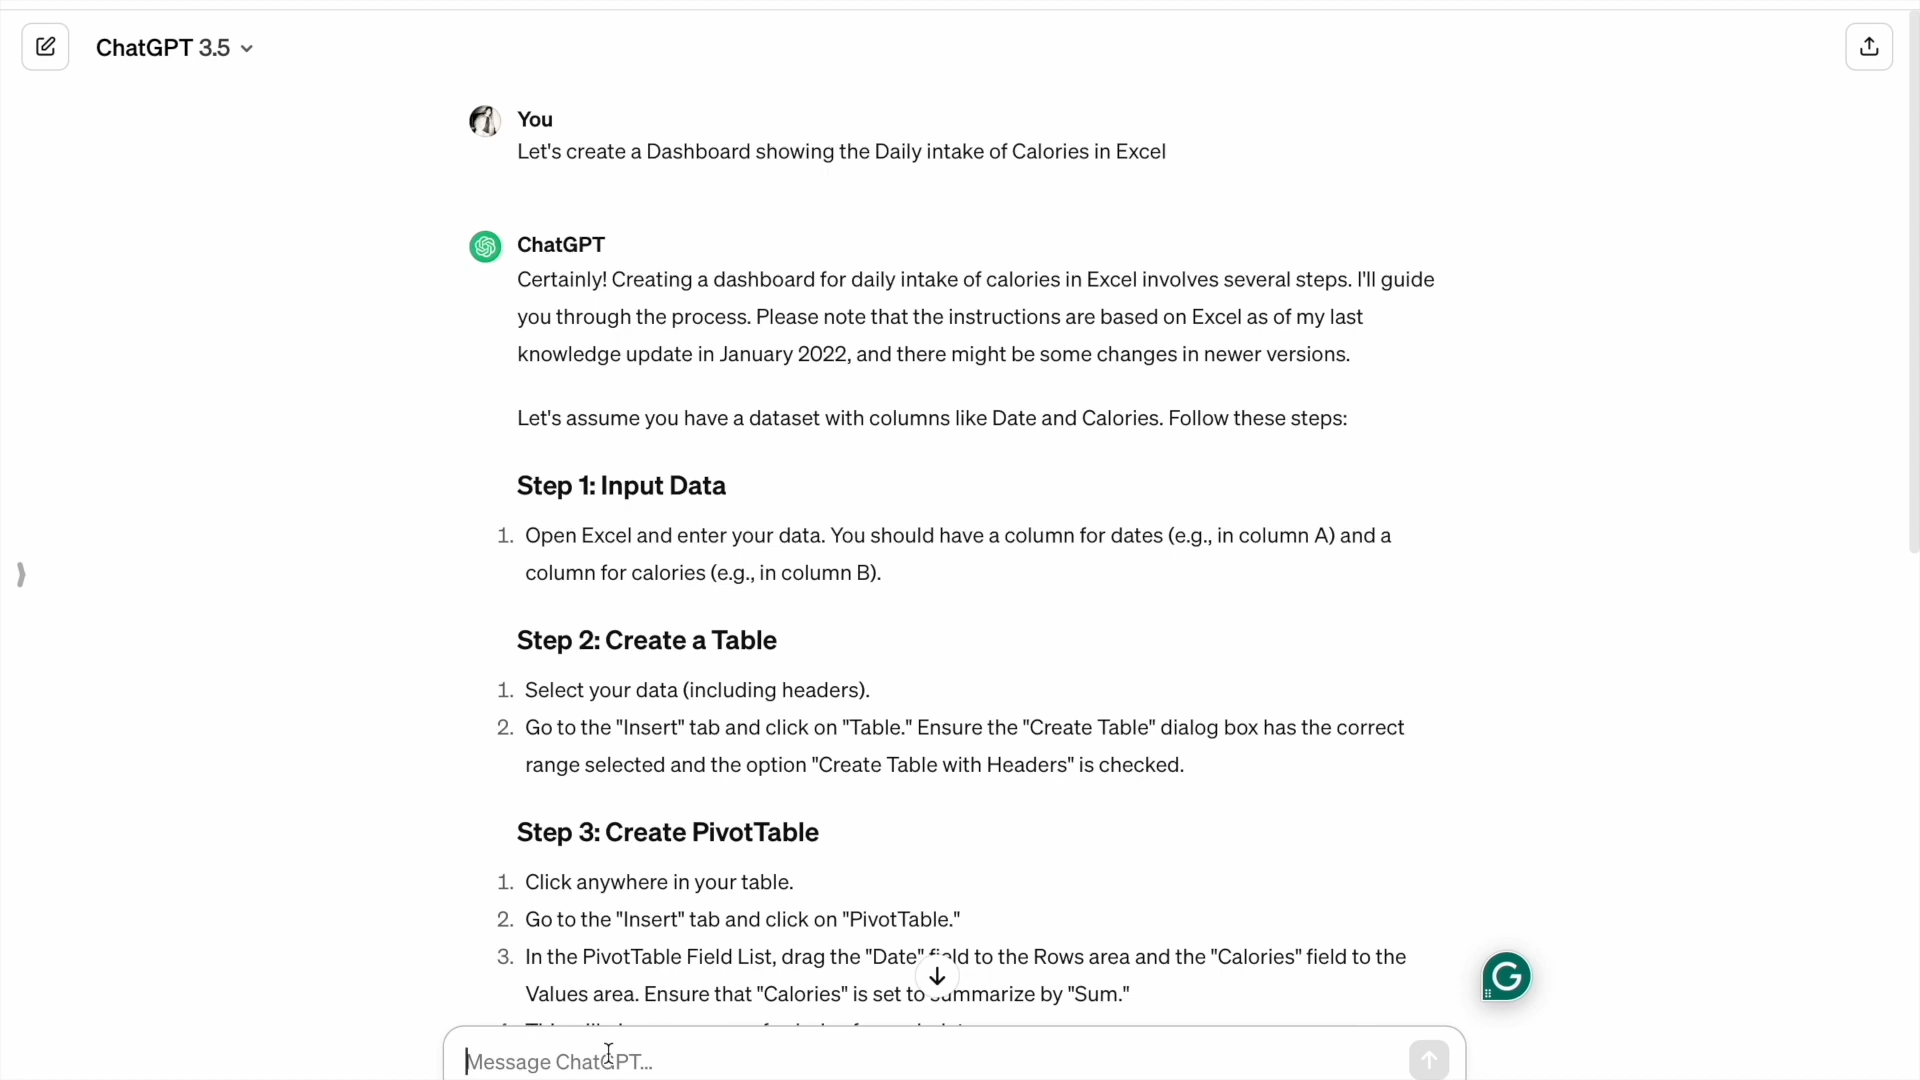 ChatGPT 3.5
You
Let's create a Dashboard showing the Daily intake of Calories in Excel
ChatGPT
Certainly! Creating a dashboard for daily intake of calories in Excel involves several steps. I'll guide
you through the process. Please note that the instructions are based on Excel as of my last
knowledge update in January 2022, and there might be some changes in newer versions.
Let's assume you have a dataset with columns like Date and Calories. Follow these steps:
Step 1: Input Data
1. Open Excel and enter your data. You should have a column for dates (e.g., in column A) and a
column for calories (e.g., in column B).
Step 2: Create a Table
1. Select your data (including headers).
2. Go to the "Insert" tab and click on "Table." Ensure the "Create Table" dialog box has the correct
range selected and the option "Create Table with Headers" is checked.
Step 3: Create PivotTable
1. Click anywhere in your table.
2. Go to the "Insert" tab and click on "PivotTable."
3. In the PivotTable Field List, drag the "Date" field to the Rows area and the "Calories" field to the
Values area. Ensure that "Calories" is set to summarize by "Sum."
Message ChatGPT...